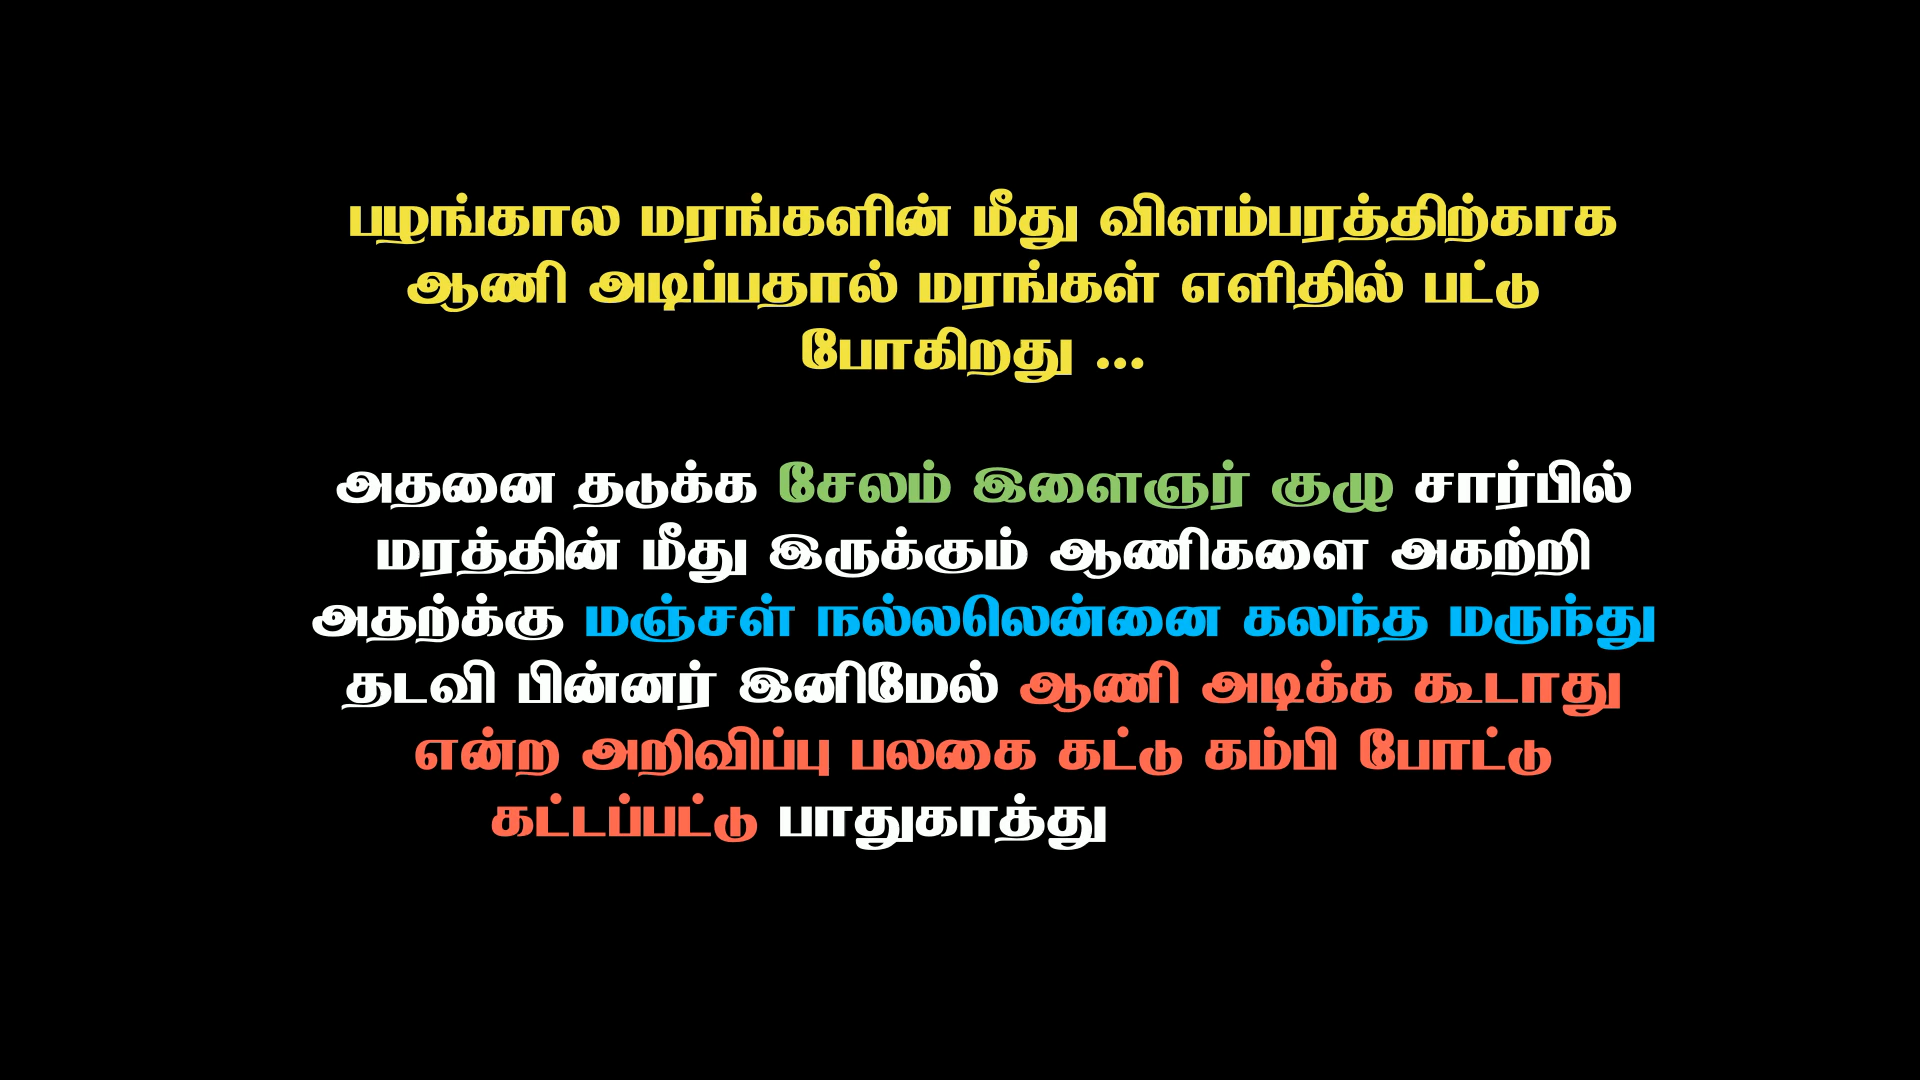 பழங்கால மரங்களின் மீது விளம்பரத்திற்காக
ஆணி அடிப்பதால் மரங்கள் எளிதில் பட்டு
போகிறது ...
அதனை தடுக்க சேலம் இளைஞர் குழு சார்பில்
மரத்தின் மீது இருக்கும் ஆணிகளை அகற்றி
அதற்க்கு மஞ்சள் நல்லலென்னை கலந்த மருந்து
தடவி பின்னர் இனிமேல் ஆணி அடிக்க கூடாது
என்ற அறிவிப்பு பலகை கட்டு கம்பி போட்டு
கட்டப்பட்டு பாதுகாத்து